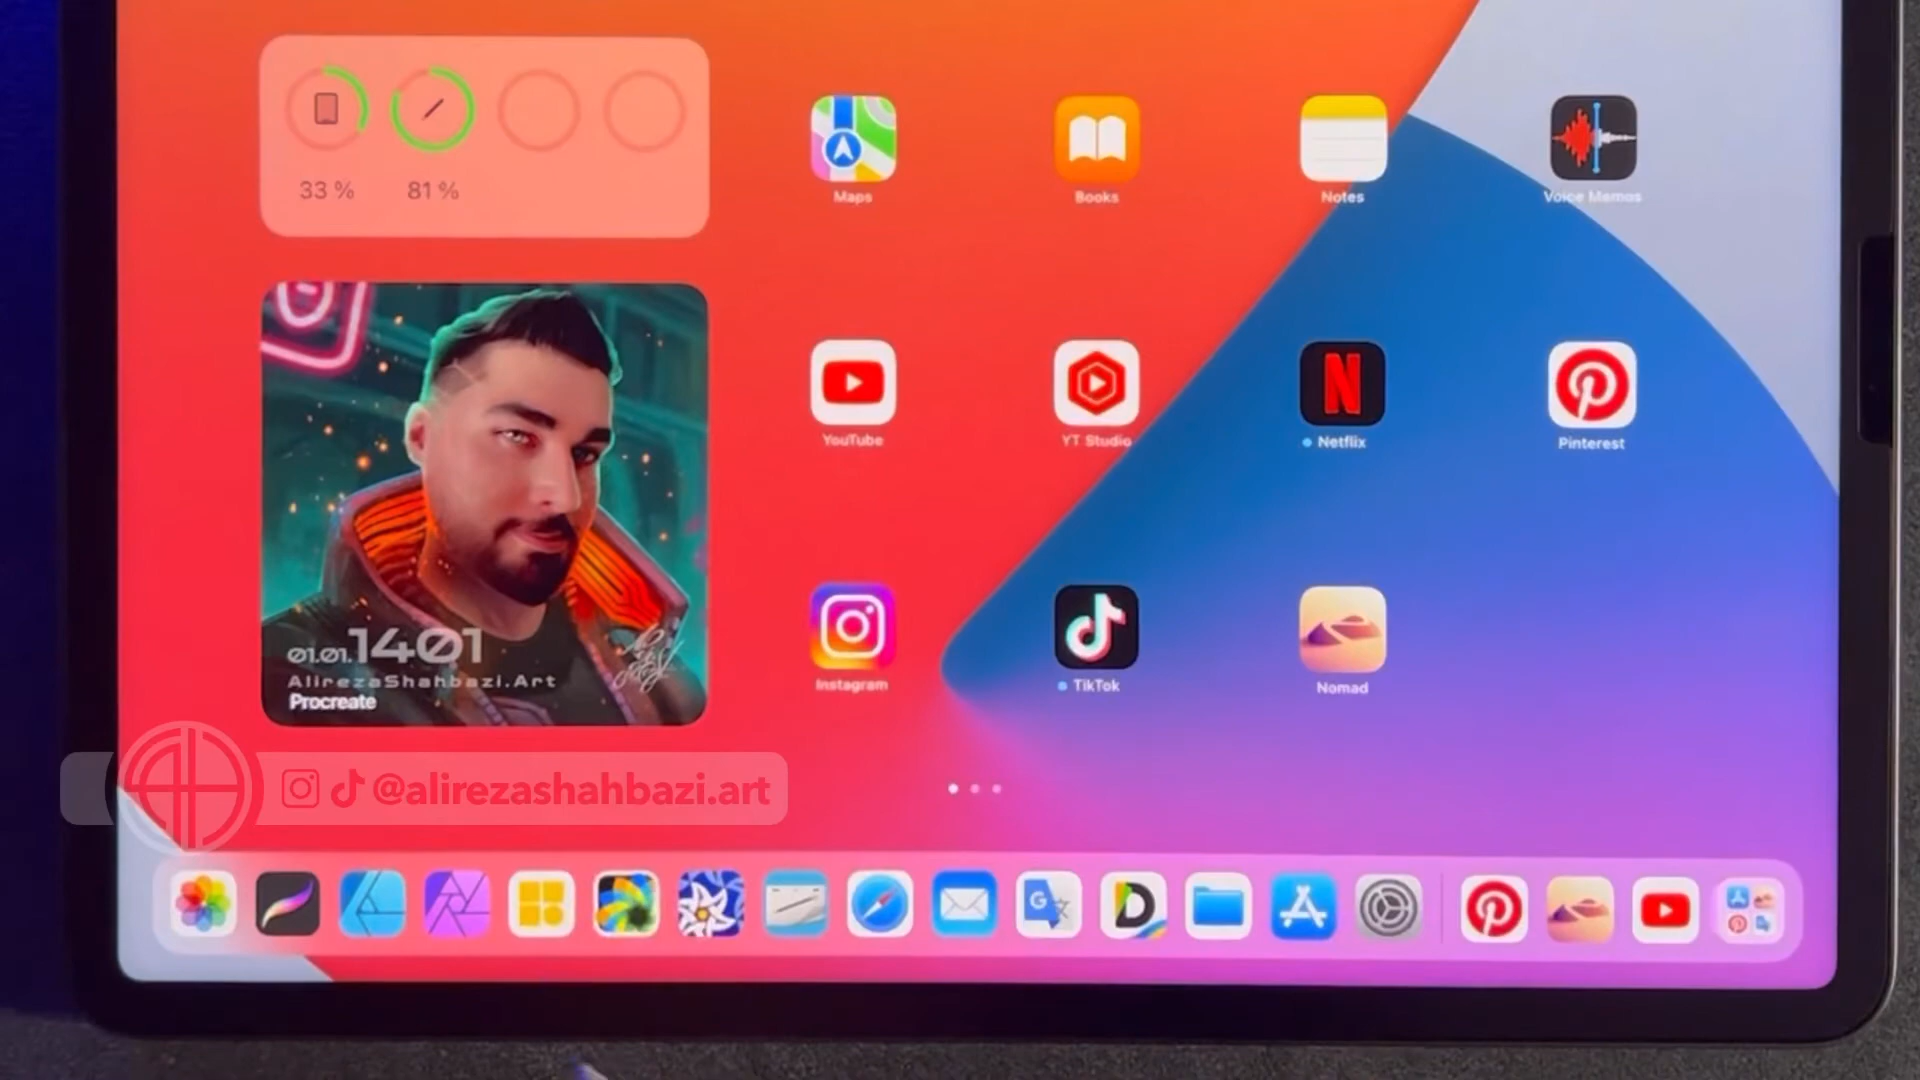 33 %
81 %
Maps
Books
Notes
Voice Memos
YouTube
YT Studio
Netflix
Pinterest
01.01.1401
AlirezaShahbazi.Art
Procreate
Instagram
TikTok
Nomad
@alirezashahbazi.art